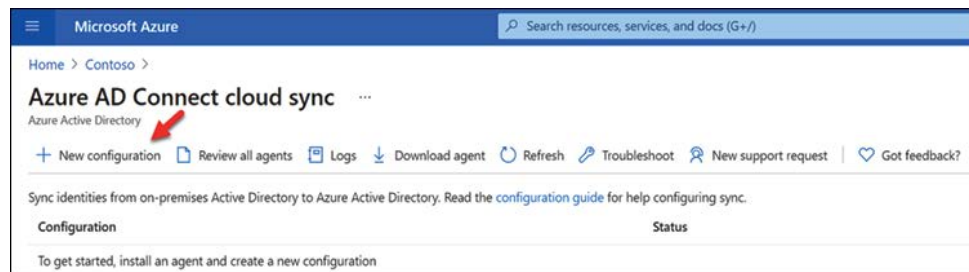 Microsoft Azure
Search resources, services, and docs (G+/)
Home > Contoso >
Azure AD Connect cloud sync ...
Azure Active Directory
+ New configuration Review all agents Logs Download agent Refresh Troubleshoot New support request Got feedback?
Sync identities from on-premises Active Directory to Azure Active Directory. Read the configuration guide for help configuring sync.
Configuration Status
To get started, install an agent and create a new configuration